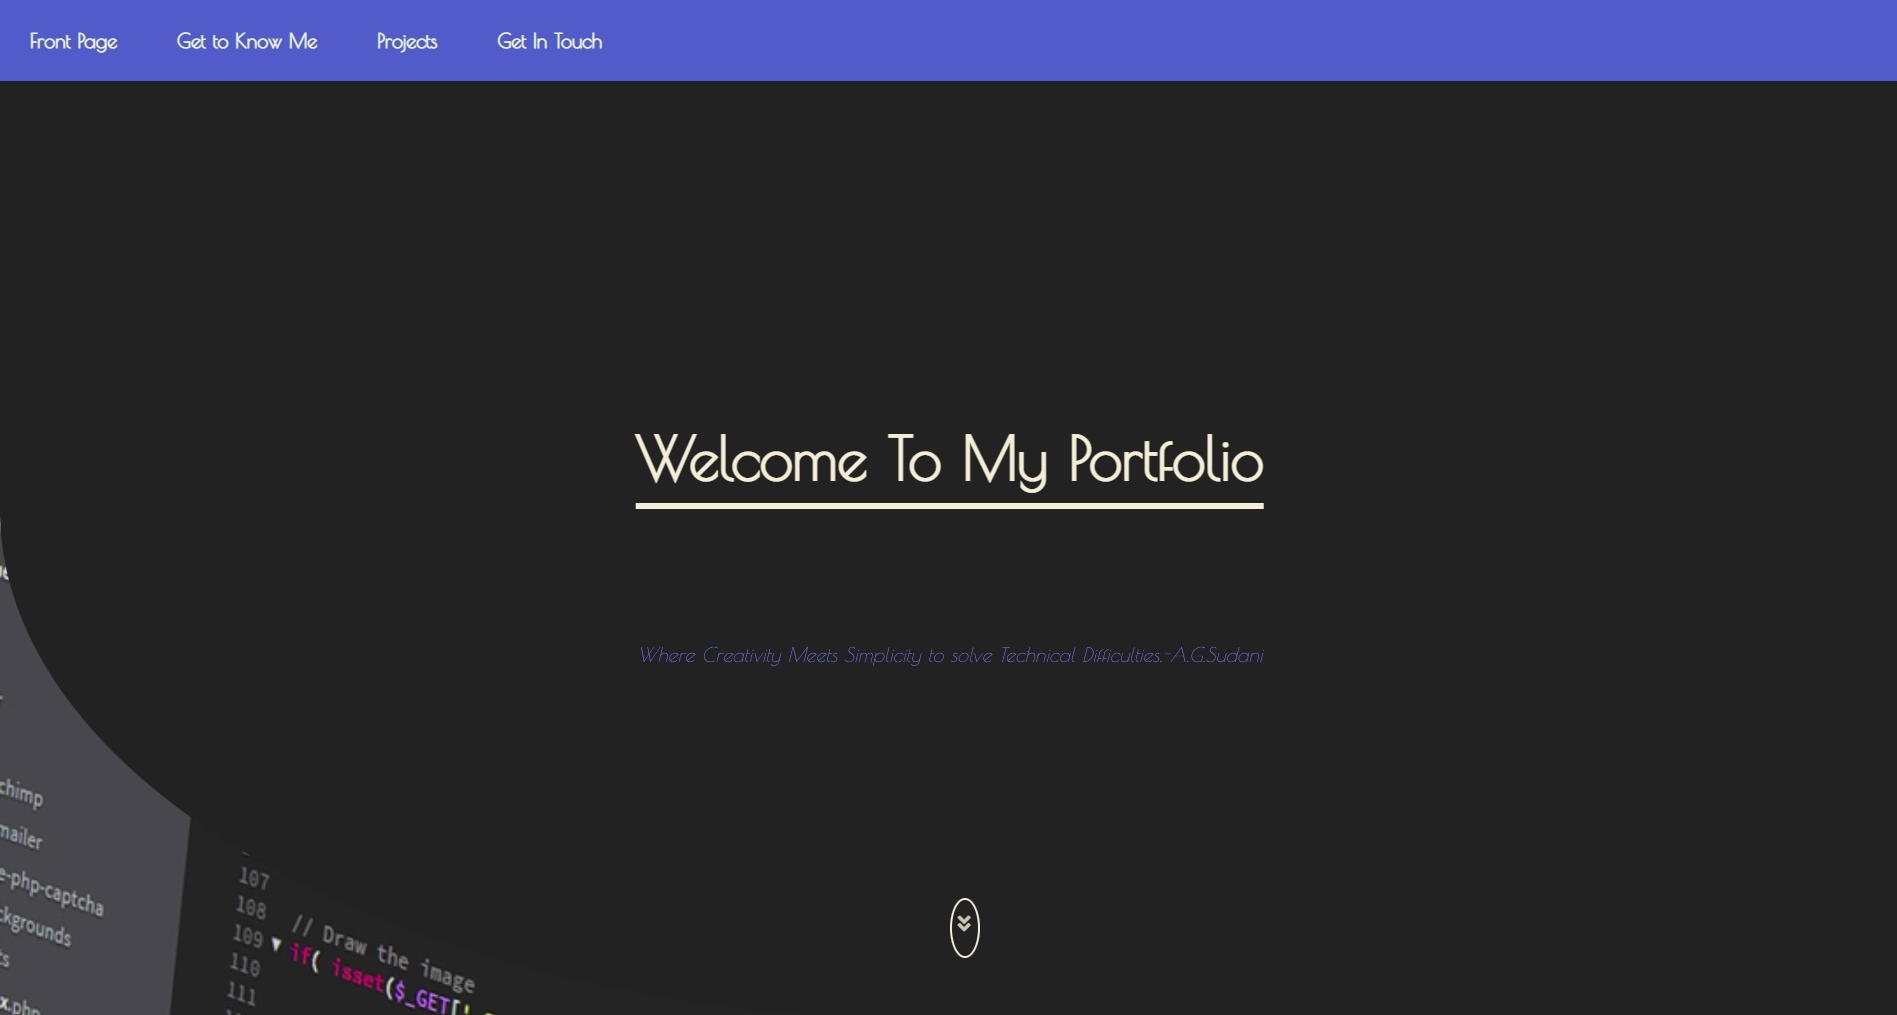 Front Page
Get to Know Me
Projects
Get In Touch
Welcome To My Portfolio
Where Creativity Meets Simplicity to solve Technical Difficulties.-A.G.Sudani
chimp
mailer
e-php-captcha
ckgrounds
ts
x.php
107
108 // Draw the image
109 ▼ if( isset($_GET['
110
111